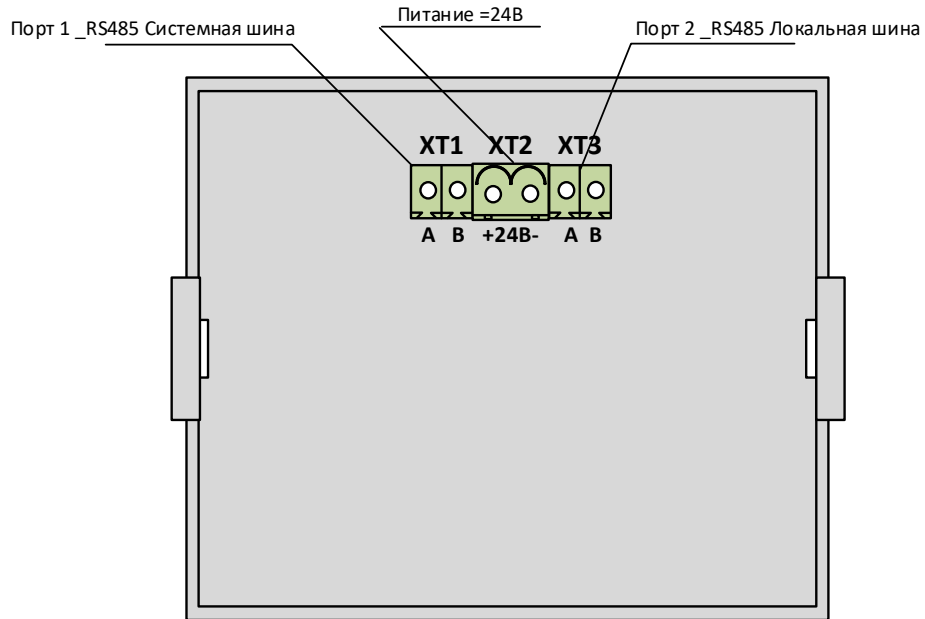 Питание =24В
Порт 1 _RS485 Системная шина
Порт 2 _RS485 Локальная шина
XT1 XT2 XT3
A B +24В- A B